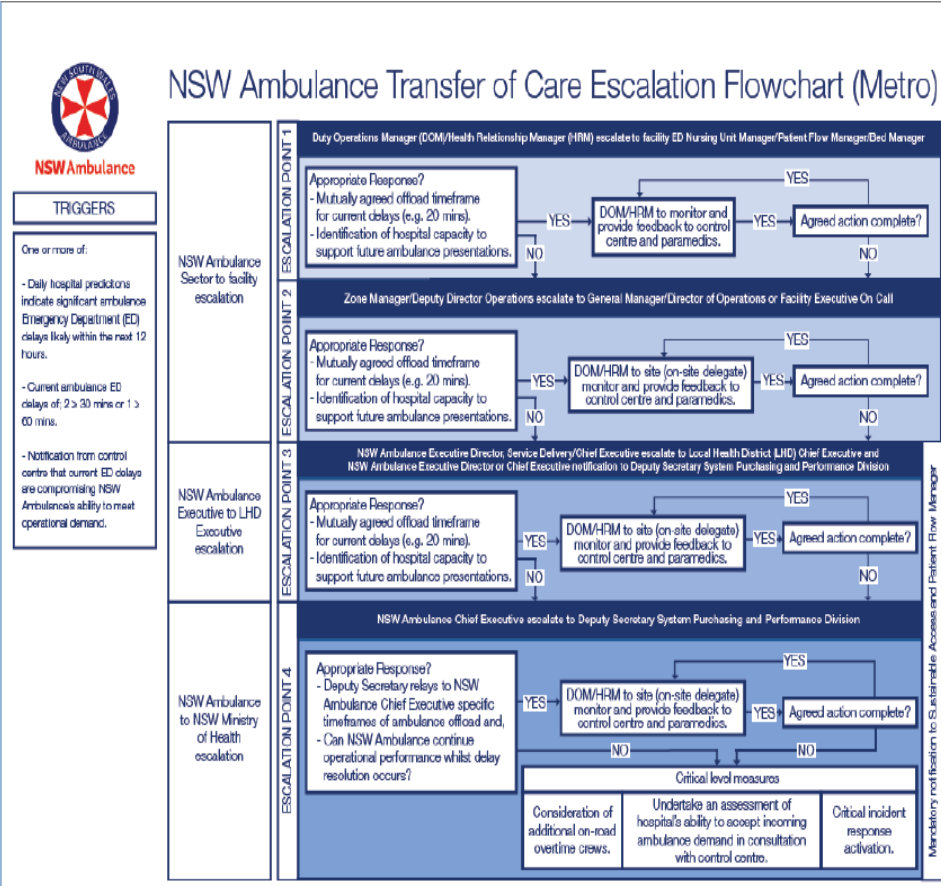 NSW Ambulance Transfer of Care Escalation Flowchart (Metro)
NEW SOUTH WALES
AMBULANCE
NSW Ambulance
TRIGGERS
One or more of:
- Daily hospital predictions
indicate significant ambulance
Emergency Department (ED)
delays likely within the next 12
hours.
- Current ambulance ED
delays of; 2 > 30 mins or 1 >
60 mins.
- Notification from control
centre that current ED delays
are compromising NSW
Ambulance's ability to meet
operational demand.
NSW Ambulance
Sector to facility
escalation
ESCALATION POINT 1
Duty Operations Manager (DOM)/Health Relationship Manager (HRM) escalate to facility ED Nursing Unit Manager/Patient Flow Manager/Bed Manager
Appropriate Response?
- Mutually agreed offload timeframe
for current delays (e.g. 20 mins).
- Identification of hospital capacity to
support future ambulance presentations.
YES
NO
DOM/HRM to monitor and
provide feedback to control
centre and paramedics.
YES
YES
Agreed action complete?
NO
ESCALATION POINT 2
Zone Manager/Deputy Director Operations escalate to General Manager/Director of Operations or Facility Executive On Call
Appropriate Response?
- Mutually agreed offload timeframe
for current delays (e.g. 20 mins).
- Identification of hospital capacity to
support future ambulance presentations.
YES
NO
DOM/HRM to site (on-site delegate)
monitor and provide feedback to
control centre and paramedics.
YES
YES
Agreed action complete?
NO
NSW Ambulance
Executive to LHD
Executive
escalation
ESCALATION POINT 3
NSW Ambulance Executive Director, Service Delivery/Chief Executive escalate to Local Health District (LHD) Chief Executive and
NSW Ambulance Executive Director or Chief Executive notification to Deputy Secretary System Purchasing and Performance Division
Appropriate Response?
- Mutually agreed offload timeframe
for current delays (e.g. 20 mins).
- Identification of hospital capacity to
support future ambulance presentations.
YES
NO
DOM/HRM to site (on-site delegate)
monitor and provide feedback to
control centre and paramedics.
YES
YES
Agreed action complete?
NO
NSW Ambulance
to NSW Ministry
of Health
escalation
ESCALATION POINT 4
NSW Ambulance Chief Executive escalate to Deputy Secretary System Purchasing and Performance Division
Appropriate Response?
- Deputy Secretary relays to NSW
Ambulance Chief Executive specific
timeframes of ambulance offload and,
- Can NSW Ambulance continue
operational performance whilst delay
resolution occurs?
YES
NO
DOM/HRM to site (on-site delegate)
monitor and provide feedback to
control centre and paramedics.
YES
YES
Agreed action complete?
NO
Critical level measures
Consideration of
additional on-road
overtime crews.
Undertake an assessment of
hospital's ability to accept incoming
ambulance demand in consultation
with control centre.
Critical incident
response
activation.
Mandatory notification to Sustainable Access and Patient Flow Manager